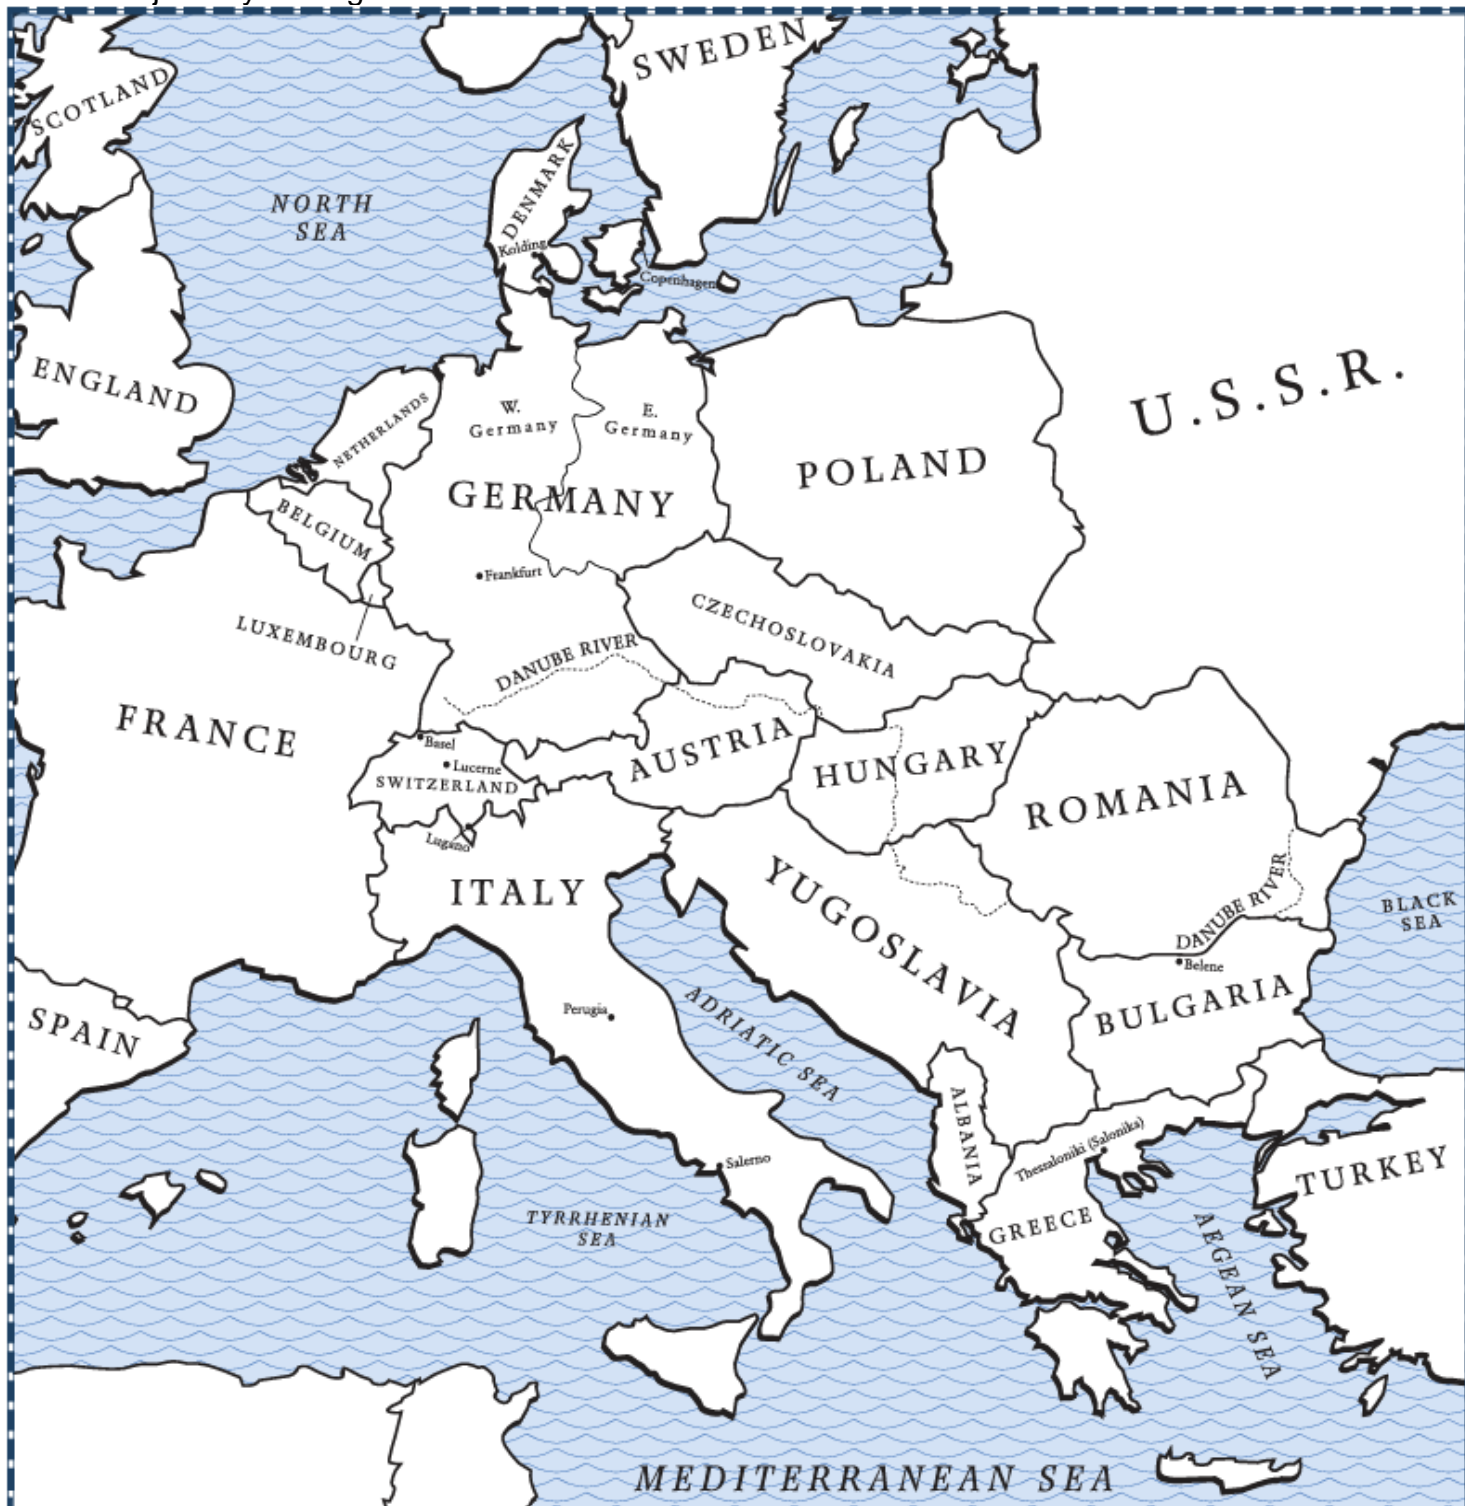 SWEDEN
SCOTLAND
DENMARK
NORTH
SEA
Kolding
Copenhagen
ENGLAND
U.S.S.R.
NETHERLANDS
W.
Germany
E.
Germany
POLAND
GERMANY
BELGIUM
Frankfurt
CZECHOSLOVAKIA
LUXEMBOURG
DANUBE RIVER
FRANCE
Basel
Lucerne
SWITZERLAND
AUSTRIA
HUNGARY
ROMANIA
Lugano
ITALY
YUGOSLAVIA
DANUBE RIVER
BLACK
SEA
Belene
BULGARIA
SPAIN
Perugia
ADRIATIC SEA
ALBANIA
Thessaloniki (Salonika)
Salerno
TURKEY
GREECE
TYRRHENIAN
SEA
AEGEAN SEA
MEDITERRANEAN SEA